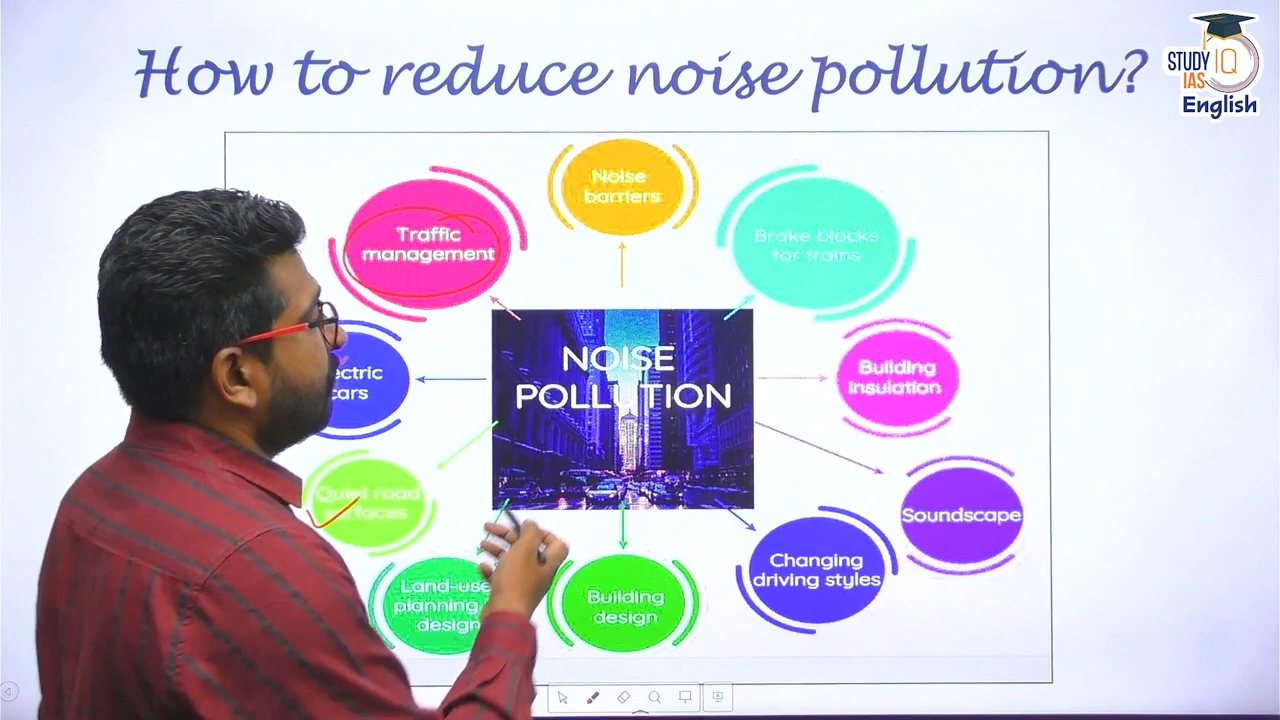 How to reduce noise pollution?
STUDY IQ
IAS
English
Noise
barriers
Traffic
management
Brake blocks
for trains
NOISE
POLLUTION
ectric
cars
Building
Insulation
Quiet road
surfaces
Soundscape
Changing
driving styles
Land-use
planning
design
Building
design